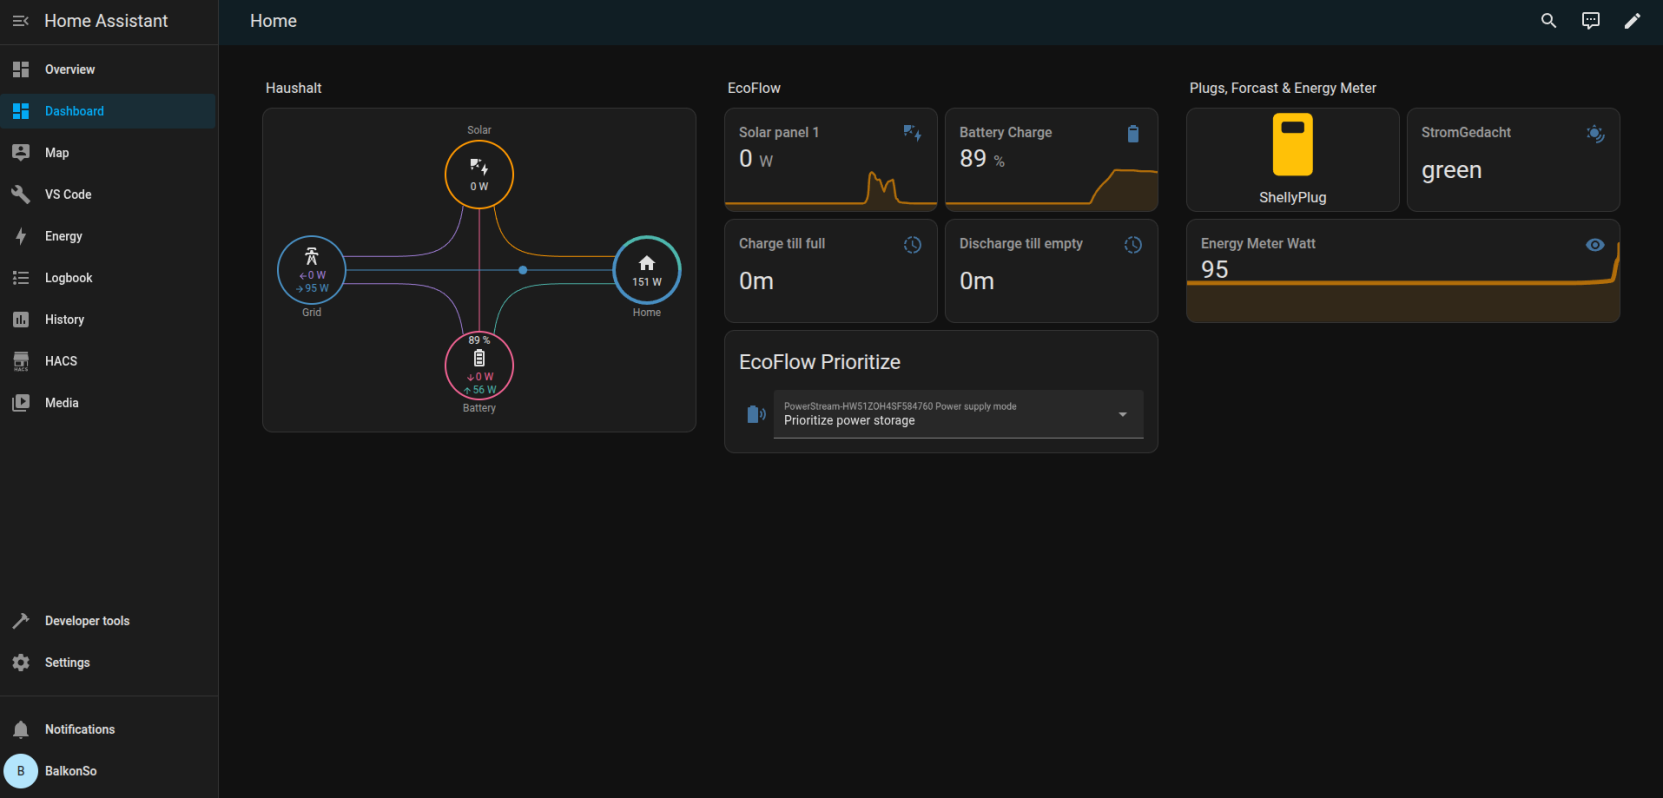 Home Assistant
Overview
Dashboard
Map
VS Code
Energy
Logbook
History
HACS
HACS
Media
Developer tools
Settings
Notifications
B
BalkonSo
Home
Haushalt
Solar
0 W
←0 W
→95 W
Grid
151 W
Home
89 %
↓0 W
↑56 W
Battery
EcoFlow
Solar panel 1
0 W
Battery Charge
89 %
Charge till full
0m
Discharge till empty
0m
EcoFlow Prioritize
PowerStream-HW51ZOH4SF584760 Power supply mode
Prioritize power storage
Plugs, Forcast & Energy Meter
ShellyPlug
StromGedacht
green
Energy Meter Watt
95